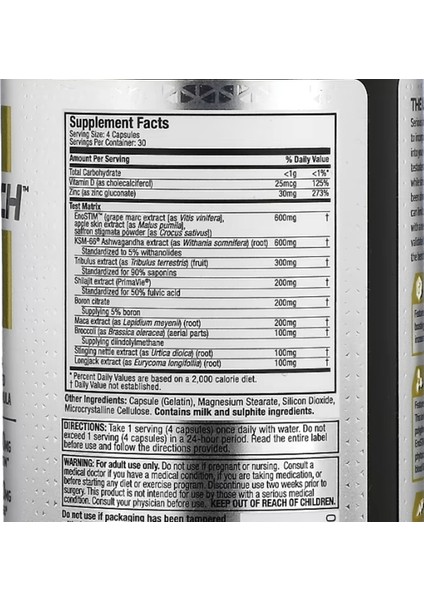 Supplement Facts
Serving Size: 4 Capsules
Servings Per Container: 30
Amount Per Serving % Daily Value
Total Carbohydrate <1g <1%*
Vitamin D (as cholecalciferol) 25mcg 125%
Zinc (as zinc gluconate) 30mg 273%
Test Matrix
EnoSTIM™ (grape marc extract [as Vitis vinifera], 600mg †
apple skin extract [as Malus pumila],
saffron stigmata powder [as Crocus sativus])
KSM-66® Ashwagandha extract (as Withania somnifera) (root) 600mg †
Standardized to 5% withanolides
Tribulus extract (as Tribulus terrestris) (fruit) 300mg †
Standardized for 90% saponins
Shilajit extract (PrimaVie®) 200mg †
Standardized for 50% fulvic acid
Boron citrate 200mg †
Supplying 5% boron
Maca extract (as Lepidium meyenii) (root) 200mg †
Broccoli (as Brassica oleracea) (aerial parts) 100mg †
Supplying diindolylmethane
Stinging nettle extract (as Urtica dioica) (root) 100mg †
Longjack extract (as Eurycoma longifolia) (root) 100mg †
* Percent Daily Values are based on a 2,000 calorie diet.
† Daily Value not established.
Other Ingredients: Capsule (Gelatin), Magnesium Stearate, Silicon Dioxide,
Microcrystalline Cellulose. Contains milk and sulphite ingredients.
DIRECTIONS: Take 1 serving (4 capsules) once daily with water. Do not
exceed 1 serving (4 capsules) in a 24-hour period. Read the entire label
before use and follow the directions provided.
WARNING: For adult use only. Do not use if pregnant or nursing. Consult a
medical doctor if you have a medical condition, if you are taking medication, or
before starting any diet or exercise program. Discontinue use two weeks prior to
surgery. This product is not intended for use by those with a serious medical
condition. Consult your physician before use. KEEP OUT OF REACH OF CHILDREN.
Do not use if packaging has been tampered